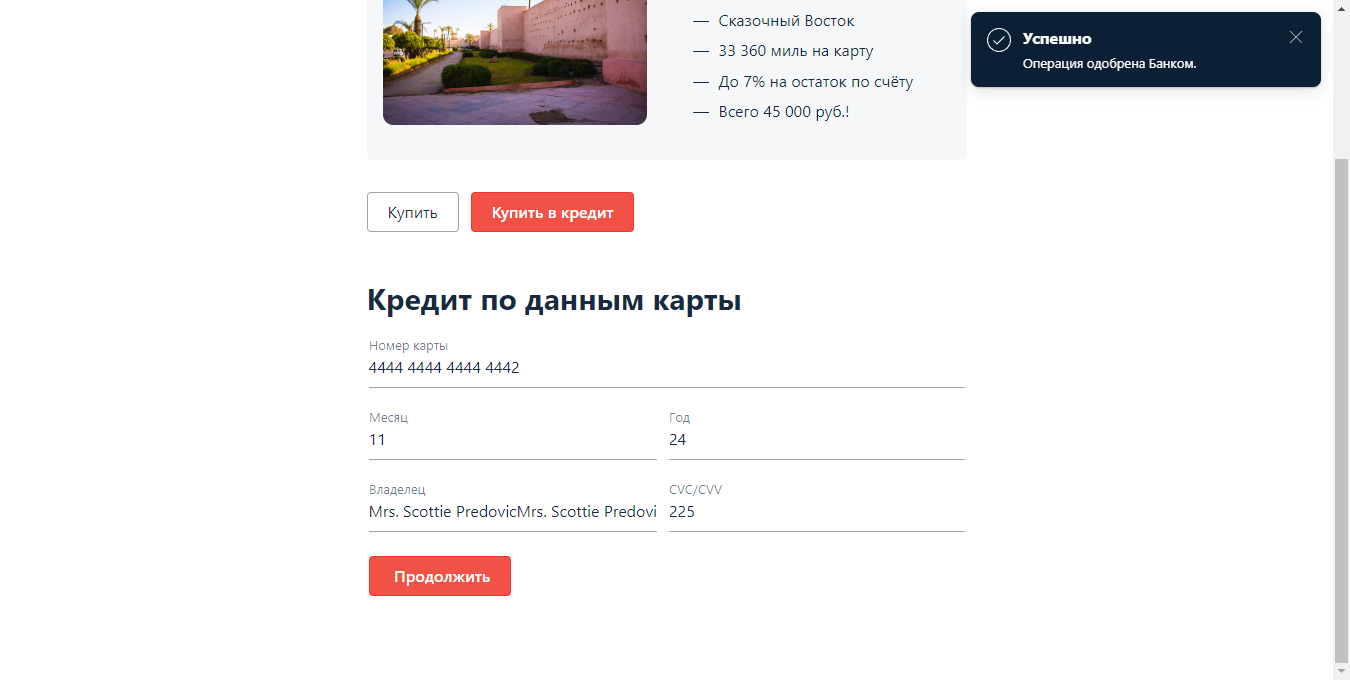 — Сказочный Восток
— 33 360 миль на карту
— До 7% на остаток по счёту
— Всего 45 000 руб.!
Успешно
Операция одобрена Банком.
Купить
Купить в кредит
Кредит по данным карты
Номер карты
4444 4444 4444 4442
Месяц
Год
11
24
Владелец
CVC/CVV
Mrs. Scottie PredovicMrs. Scottie Predovi
225
Продолжить